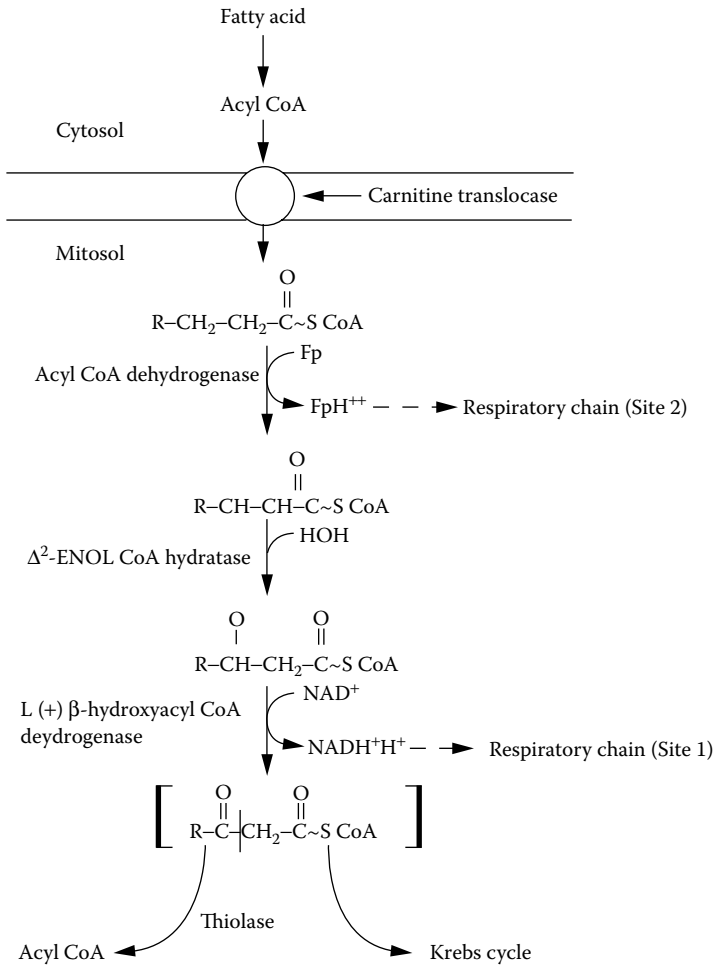 Fatty acid
Acyl CoA
Cytosol
Carnitine translocase
Mitosol
O
R–CH₂–CH₂–C~S CoA
Fp
Acyl CoA dehydrogenase
FpH⁺⁺
Respiratory chain (Site 2)
O
R–CH–CH–C~S CoA
HOH
Δ²-ENOL CoA hydratase
O O
R–CH–CH₂–C~S CoA
NAD⁺
L (+) β-hydroxyacyl CoA
deydrogenase
NADH⁺H⁺
Respiratory chain (Site 1)
O O
[ R–C–CH₂–C~S CoA ]
Thiolase
Acyl CoA
Krebs cycle